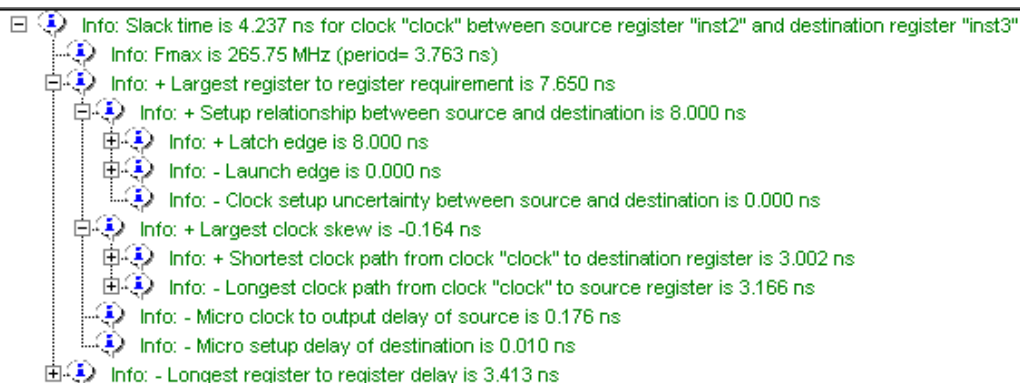 Info: Slack time is 4.237 ns for clock "clock" between source register "inst2" and destination register "inst3"
Info: Fmax is 265.75 MHz (period= 3.763 ns)
Info: + Largest register to register requirement is 7.650 ns
Info: + Setup relationship between source and destination is 8.000 ns
Info: + Latch edge is 8.000 ns
Info: - Launch edge is 0.000 ns
Info: - Clock setup uncertainty between source and destination is 0.000 ns
Info: + Largest clock skew is -0.164 ns
Info: + Shortest clock path from clock "clock" to destination register is 3.002 ns
Info: - Longest clock path from clock "clock" to source register is 3.166 ns
Info: - Micro clock to output delay of source is 0.176 ns
Info: - Micro setup delay of destination is 0.010 ns
Info: - Longest register to register delay is 3.413 ns